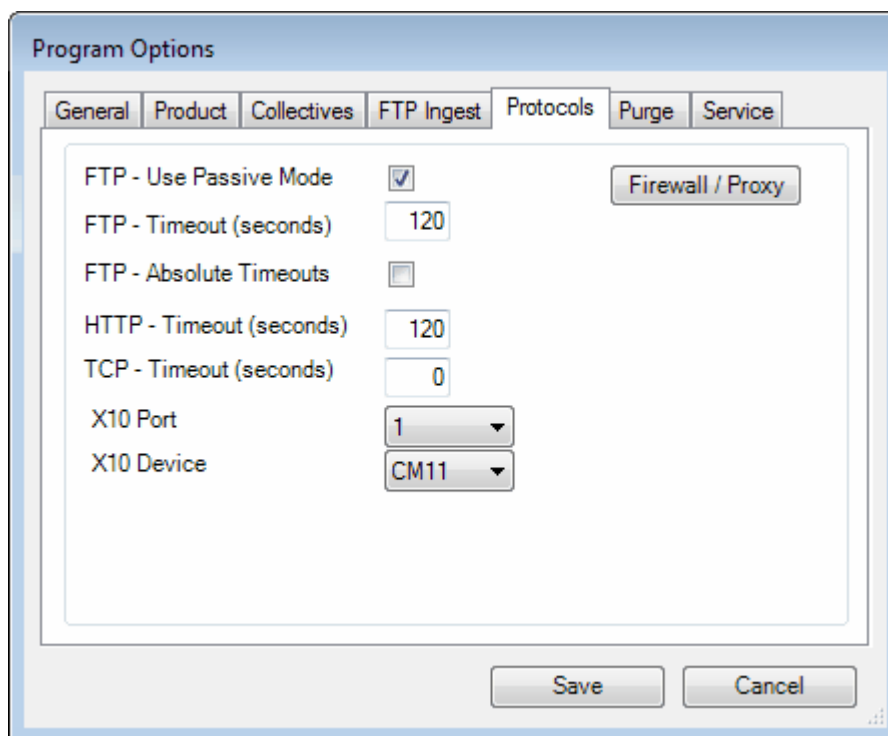 Program Options
General Product Collectives FTP Ingest Protocols Purge Service
FTP - Use Passive Mode Firewall / Proxy
FTP - Timeout (seconds) 120
FTP - Absolute Timeouts
HTTP - Timeout (seconds) 120
TCP - Timeout (seconds) 0
X10 Port 1
X10 Device CM11
Save Cancel